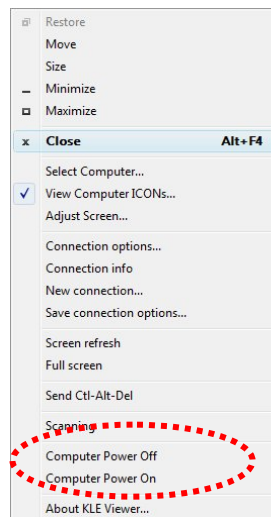 Restore
Move
Size
Minimize
Maximize
Close Alt+F4
Select Computer...
View Computer ICONs...
Adjust Screen...
Connection options...
Connection info
New connection...
Save connection options...
Screen refresh
Full screen
Send Ctl-Alt-Del
Scanning
Computer Power Off
Computer Power On
About KLE Viewer...